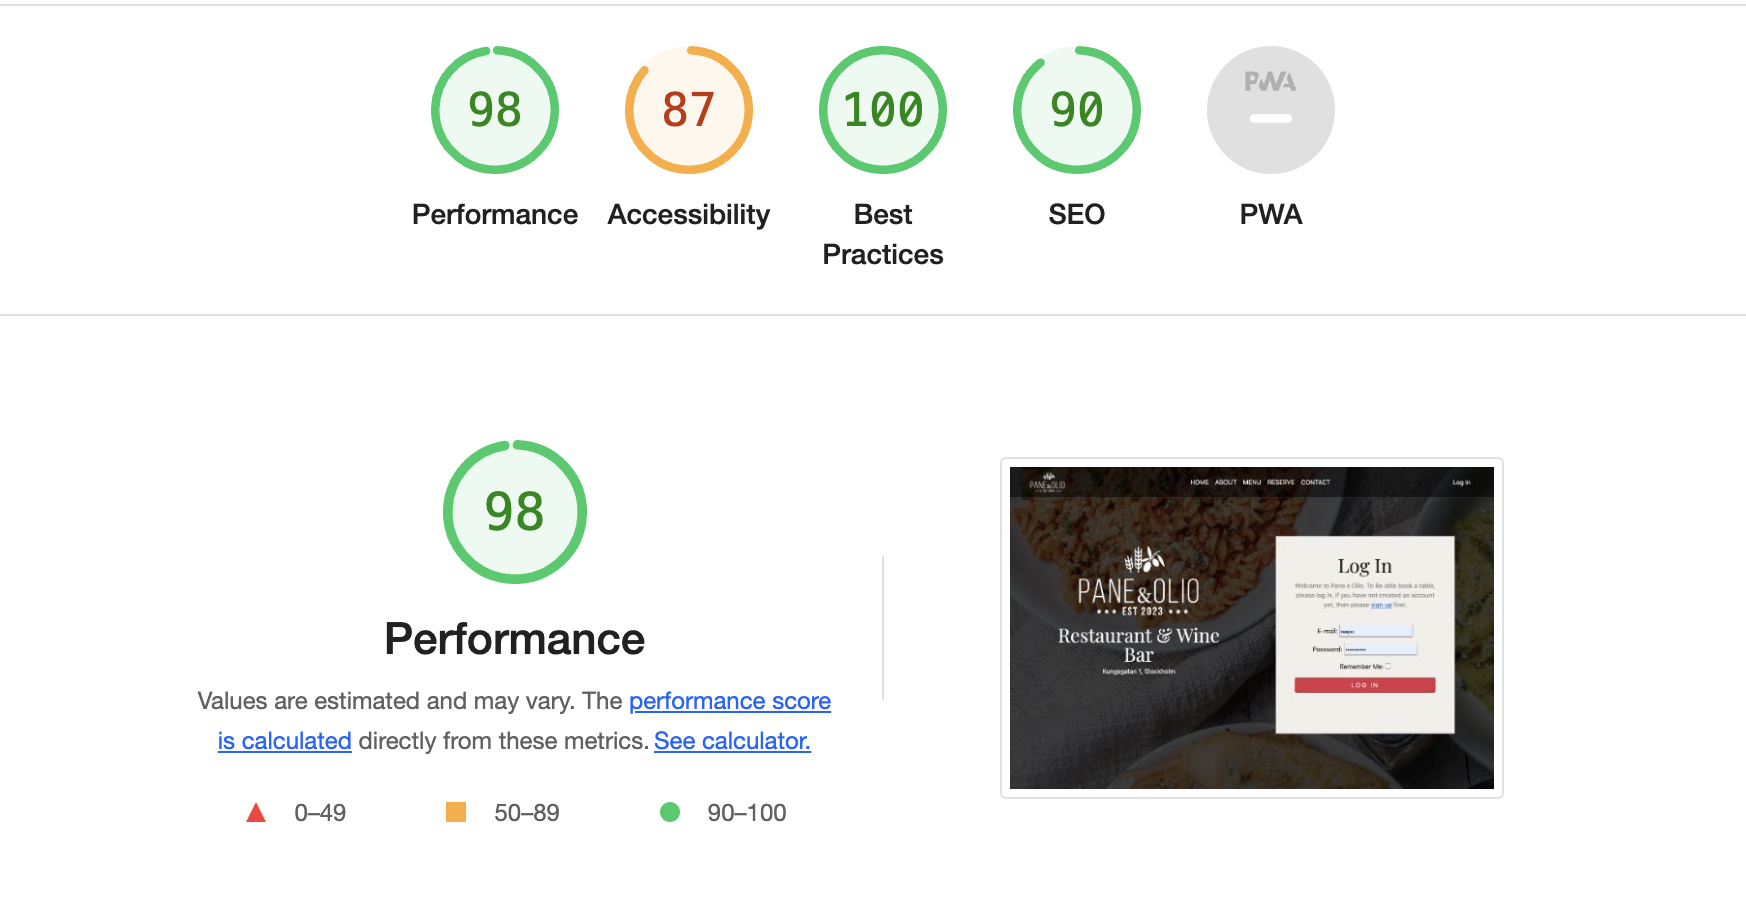 98
87
100
90
PWA
Performance
Accessibility
Best
Practices
SEO
PWA
98
Performance
Values are estimated and may vary. The performance score
is calculated directly from these metrics. See calculator.
0–49
50–89
90–100
PANE&OLIO
HOME ABOUT MENU RESERVE CONTACT
Log in
PANE&OLIO
EST 2023
Restaurant & Wine
Bar
Kungsgatan 1, Stockholm
Log In
Welcome to Pane e Olio. To Be able book a table,
please log in. If you have not created an account
yet, then please sign up first.
E-mail:
Password:
Remember Me:
LOG IN